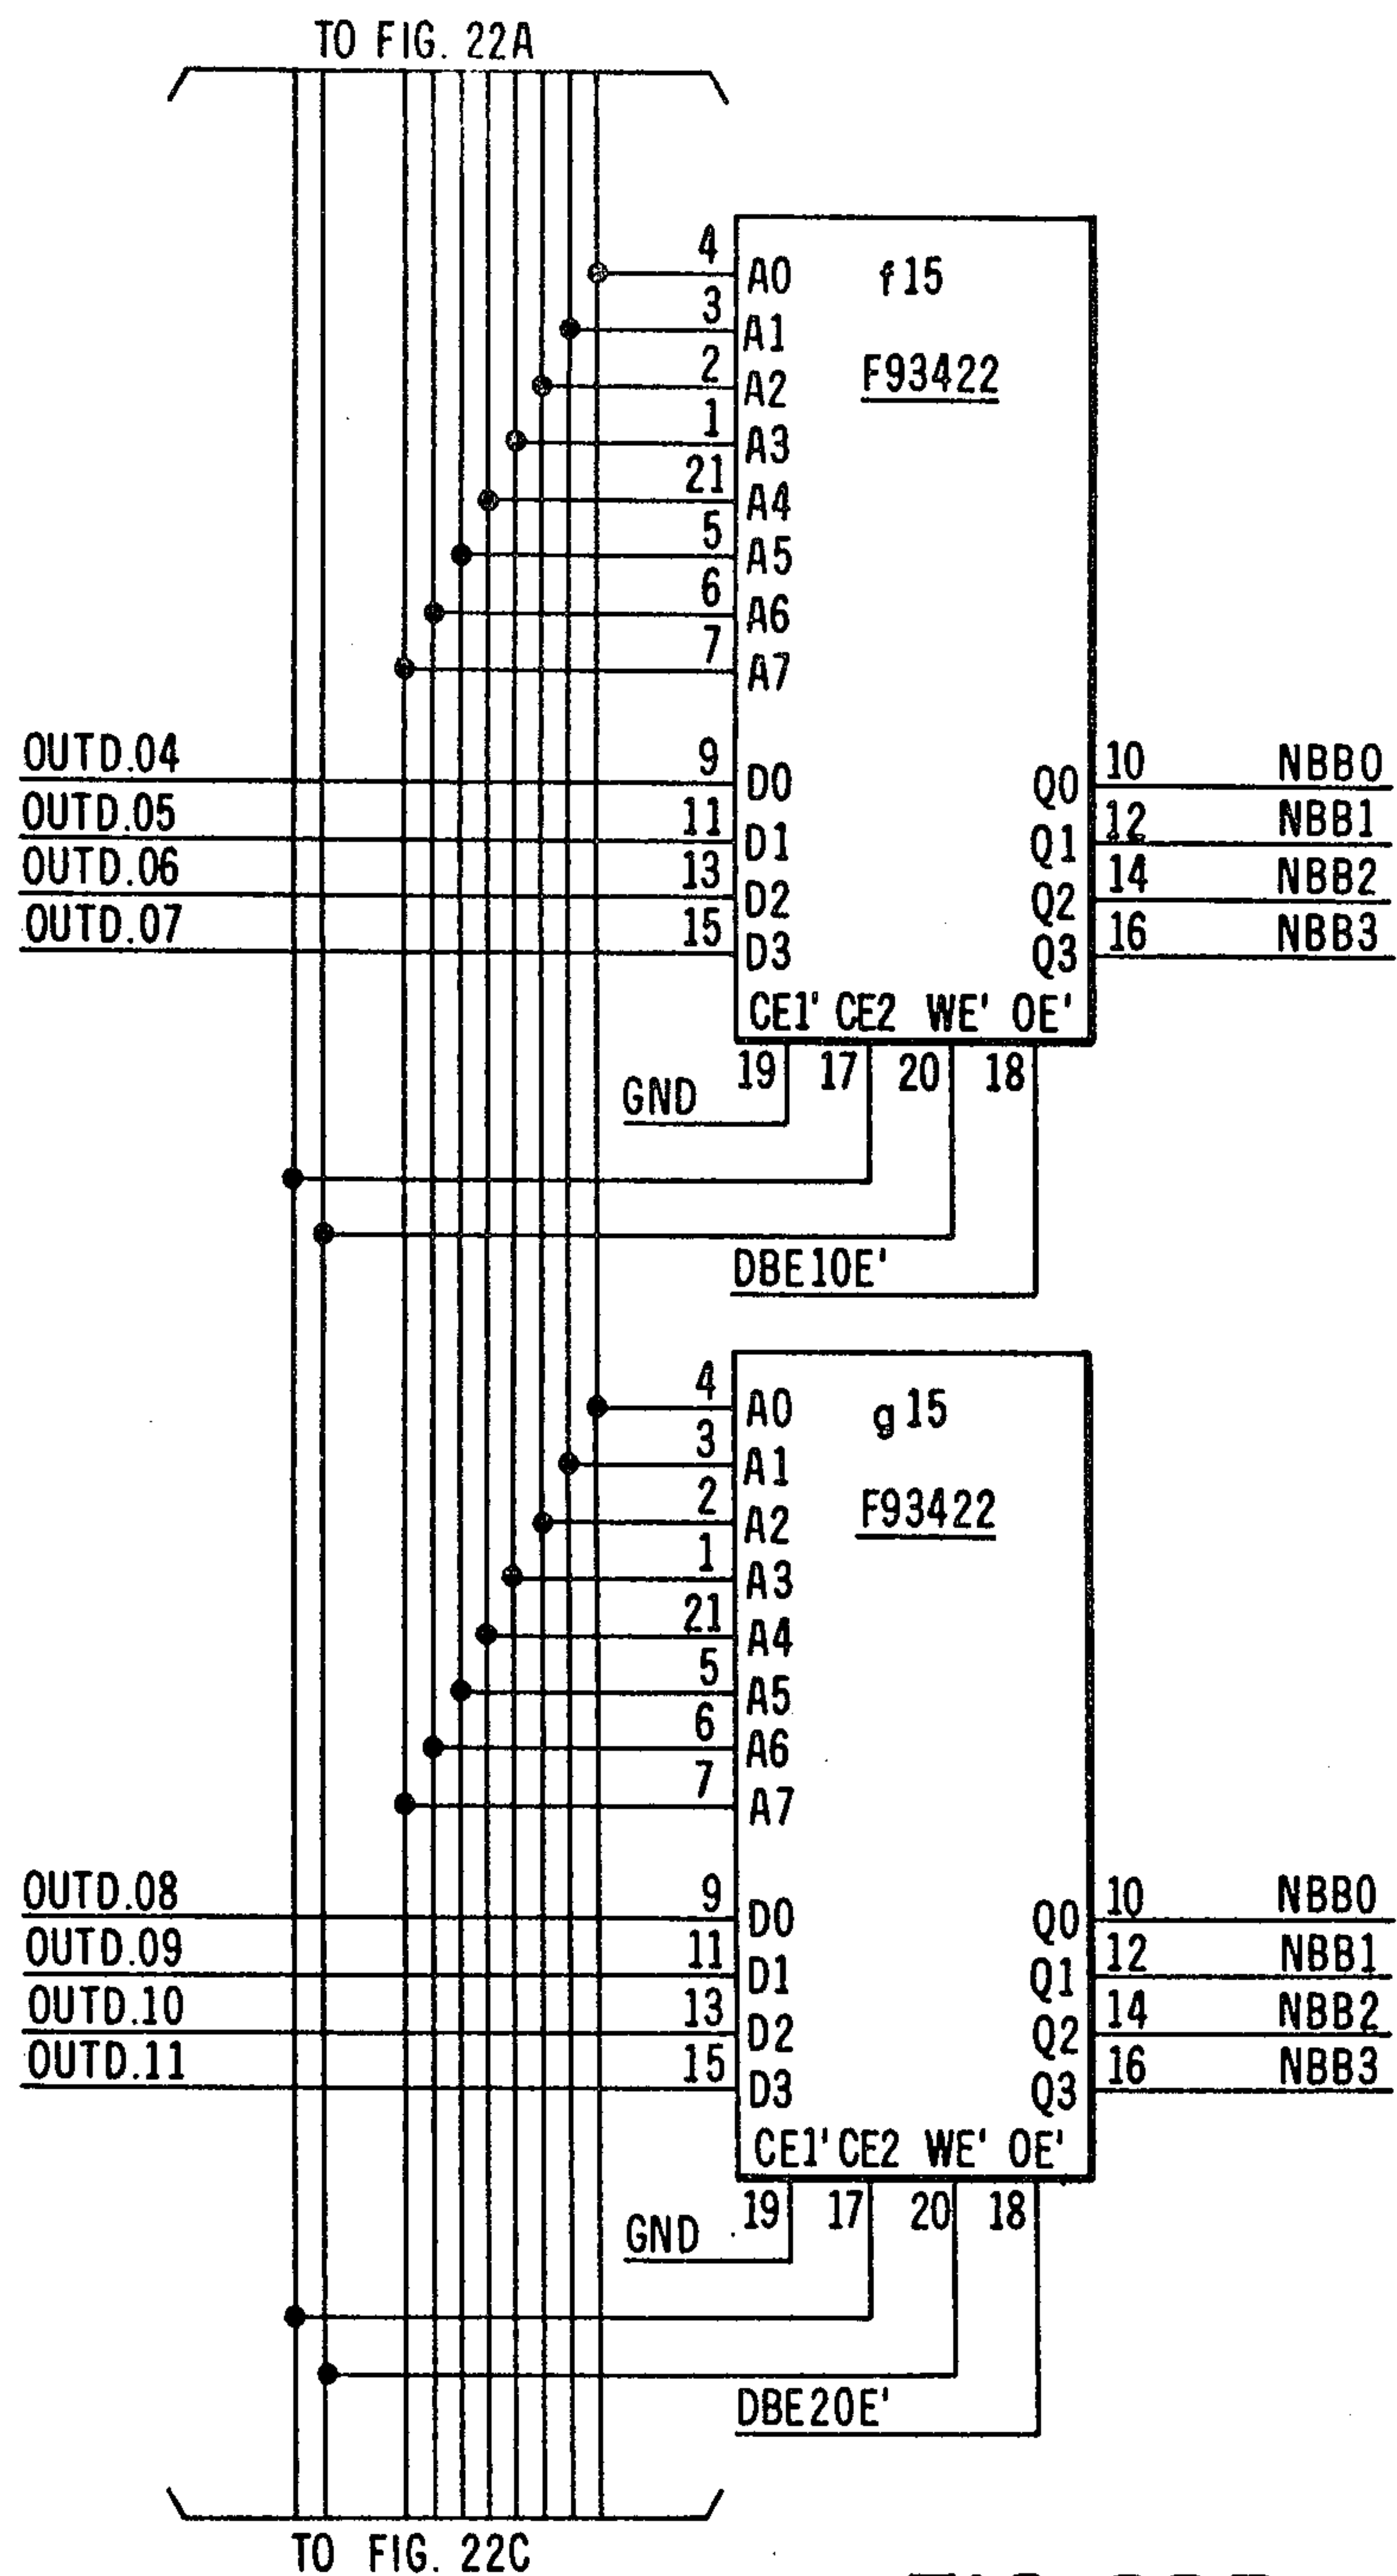 TO FIG. 22A
4 A0 f15
3 A1
F93422
2 A2
1 A3
21 A4
5 A5
6 A6
7 A7
OUTD.04 9 D0 Q0 10 NBB0
OUTD.05 11 D1 Q1 12 NBB1
OUTD.06 13 D2 Q2 14 NBB2
OUTD.07 15 D3 Q3 16 NBB3
CE1' CE2 WE' OE'
19 17 20 18
GND
DBE10E'
4 A0 g15
3 A1
F93422
2 A2
1 A3
21 A4
5 A5
6 A6
7 A7
OUTD.08 9 D0 Q0 10 NBB0
OUTD.09 11 D1 Q1 12 NBB1
OUTD.10 13 D2 Q2 14 NBB2
OUTD.11 15 D3 Q3 16 NBB3
CE1' CE2 WE' OE'
19 17 20 18
GND
DBE20E'
TO FIG. 22C